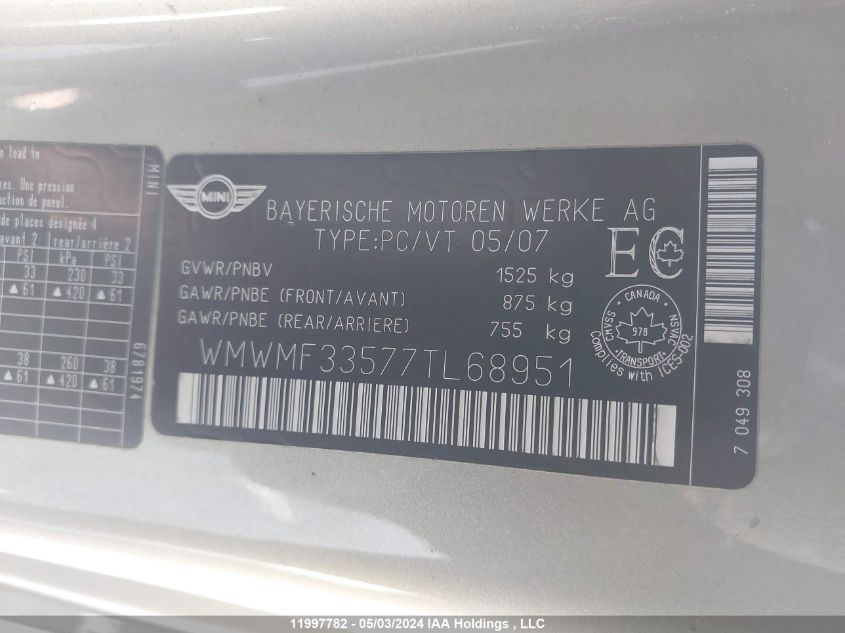 n lead to
res. Une pression
uction de pneu).
de places désignée 4
avant 2 rear/arrière 2
PSI kPa PSI
33 230 33
▲ 61 ▲ 420 ▲ 61
38 260 38
▲ 61 ▲ 420 ▲ 61
MINI
6781974
MINI
BAYERISCHE MOTOREN WERKE AG
TYPE:PC/VT 05/07
EC
GVWR/PNBV 1525 kg
GAWR/PNBE (FRONT/AVANT) 875 kg
GAWR/PNBE (REAR/ARRIERE) 755 kg
WMWMF33577TL68951
CANADA
CMVSS
978
NSVAC
TRANSPORT
Complies with ICES-002
7 049 308
11997782 - 05/03/2024 IAA Holdings , LLC